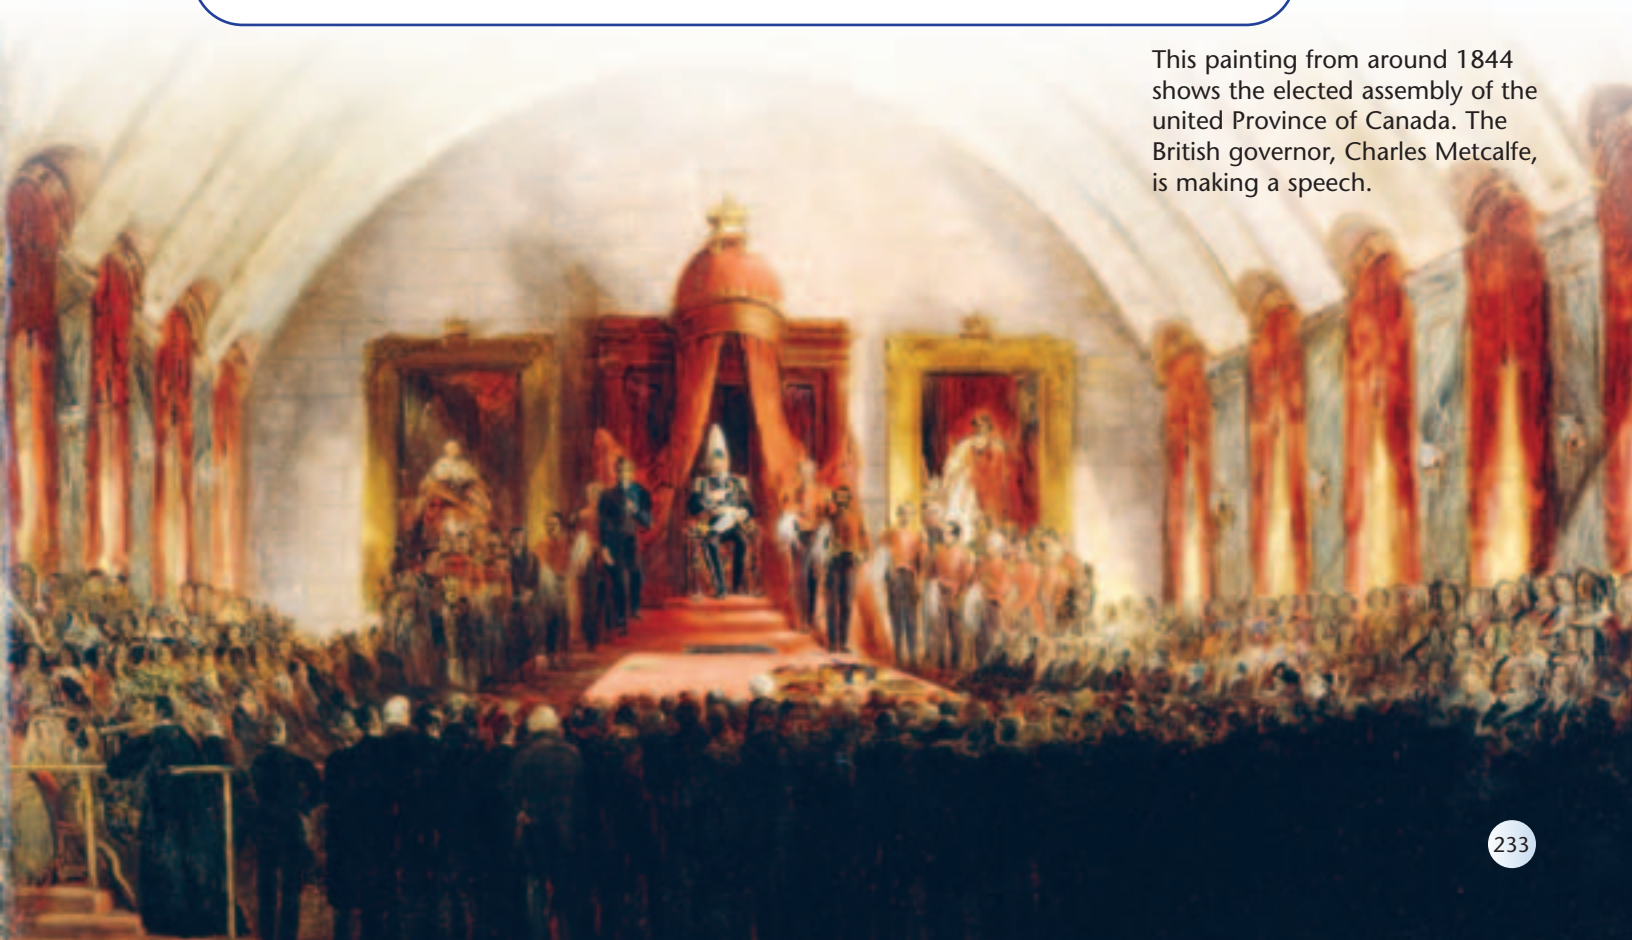 This painting from around 1844
shows the elected assembly of the
united Province of Canada. The
British governor, Charles Metcalfe,
is making a speech.
233